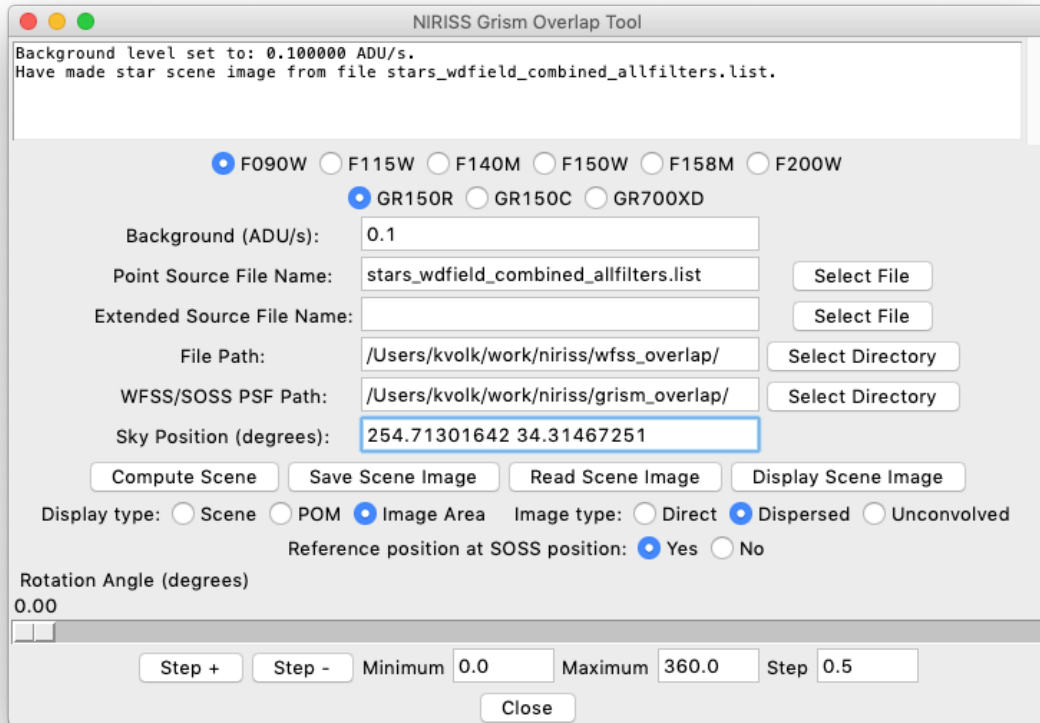 NIRISS Grism Overlap Tool
Background level set to: 0.100000 ADU/s.
Have made star scene image from file stars_wdfield_combined_allfilters.list.
F090W F115W F140M F150W F158M F200W
GR150R GR150C GR700XD
Background (ADU/s): 0.1
Point Source File Name: stars_wdfield_combined_allfilters.list Select File
Extended Source File Name: Select File
File Path: /Users/kvolk/work/niriss/wfss_overlap/ Select Directory
WFSS/SOSS PSF Path: /Users/kvolk/work/niriss/grism_overlap/ Select Directory
Sky Position (degrees): 254.71301642 34.31467251
Compute Scene Save Scene Image Read Scene Image Display Scene Image
Display type: Scene POM Image Area Image type: Direct Dispersed Unconvolved
Reference position at SOSS position: Yes No
Rotation Angle (degrees)
0.00
Step + Step - Minimum 0.0 Maximum 360.0 Step 0.5
Close